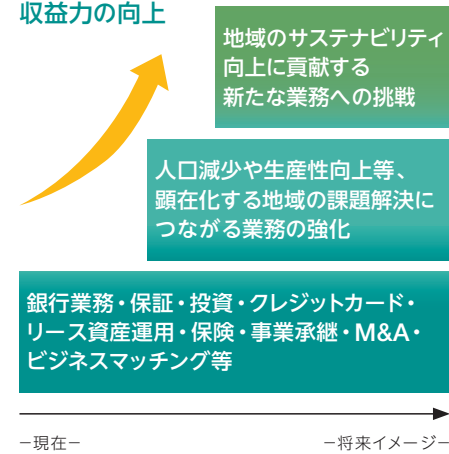 収益力の向上
地域のサステナビリティ
向上に貢献する
新たな業務への挑戦
人口減少や生産性向上等、
顕在化する地域の課題解決に
つながる業務の強化
銀行業務・保証・投資・クレジットカード・
リース資産運用・保険・事業承継・M&A・
ビジネスマッチング等
−現在−
−将来イメージ−